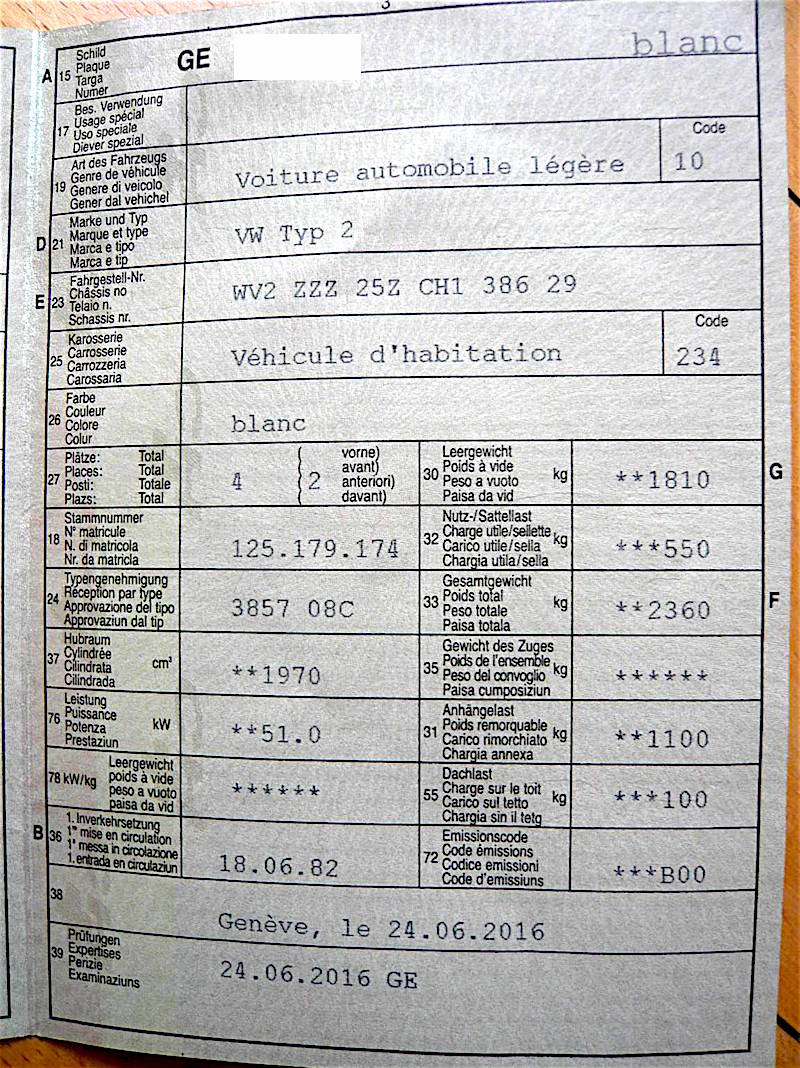 3
A 15 Schild
Plaque
Targa
Numer
GE
blanc
17 Bes. Verwendung
Usage spécial
Uso speciale
Diever spezial
19 Art des Fahrzeugs
Genre de véhicule
Genere di veicolo
Gener dal vehichel
Voiture automobile légère
Code
10
D 21 Marke und Typ
Marque et type
Marca e tipo
Marca e tip
VW Typ 2
E 23 Fahrgestell-Nr.
Châssis no
Telaio n.
Schassis nr.
WV2 ZZZ 25Z CH1 386 29
25 Karosserie
Carrosserie
Carrozzeria
Carossaria
Véhicule d'habitation
Code
234
26 Farbe
Couleur
Colore
Colur
blanc
27 Plätze: Total
Places: Total
Posti: Totale
Plazs: Total
4 ( 2 vorne)
( avant)
( anteriori)
( davant)
30 Leergewicht
Poids à vide
Peso a vuoto
Paisa da vid
kg
**1810
G
18 Stammnummer
N° matricule
N. di matricola
Nr. da matricla
125.179.174
32 Nutz-/Sattellast
Charge utile/sellette
Carico utile/sella
Chargia utila/sella
kg
***550
24 Typengenehmigung
Réception par type
Approvazione del tipo
Approvaziun dal tip
3857 08C
33 Gesamtgewicht
Poids total
Peso totale
Paisa totala
kg
**2360
F
37 Hubraum
Cylindrée
Cilindrata
Cilindrada
cm³
**1970
35 Gewicht des Zuges
Poids de l'ensemble
Peso del convoglio
Paisa cumposiziun
kg
******
76 Leistung
Puissance
Potenza
Prestaziun
kW
**51.0
31 Anhängelast
Poids remorquable
Carico rimorchiato
Chargia annexa
kg
**1100
78 kW/kg Leergewicht
poids à vide
peso a vuoto
paisa da vid
******
55 Dachlast
Charge sur le toit
Carico sul tetto
Chargia sin il tetg
kg
***100
B 36 1. Inverkehrsetzung
1re mise en circulation
1a messa in circolazione
1. entrada en circulaziun
18.06.82
72 Emissionscode
Code émissions
Codice emissioni
Code d'emissiuns
***B00
38
Genève, le 24.06.2016
39 Prüfungen
Expertises
Perizie
Examinaziuns
24.06.2016 GE